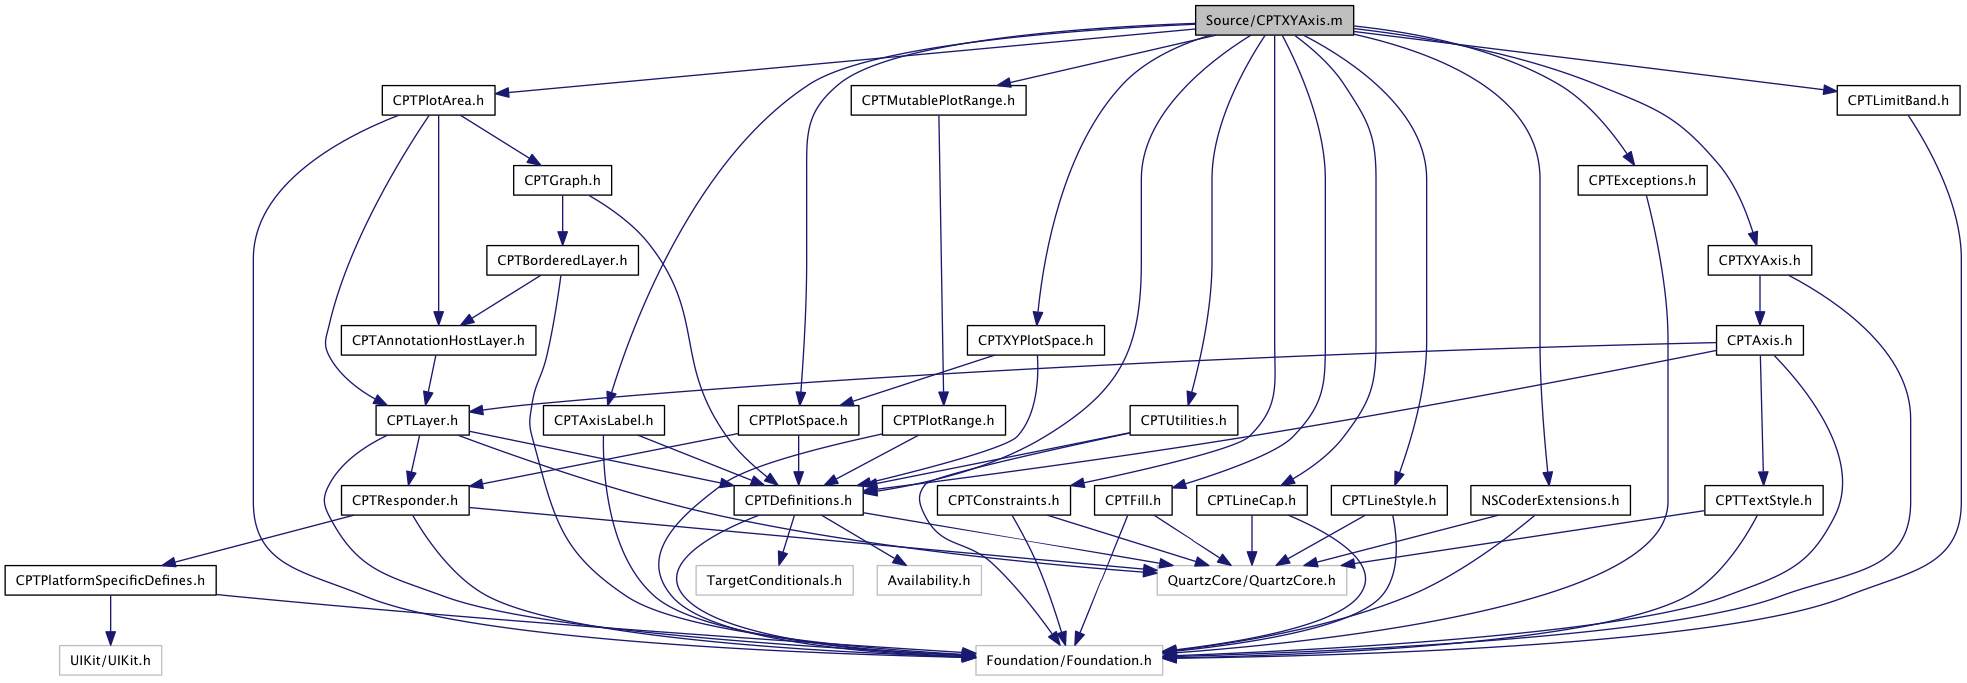 Source/CPTXYAxis.m
CPTPlotArea.h
CPTMutablePlotRange.h
CPTLimitBand.h
CPTGraph.h
CPTExceptions.h
CPTBorderedLayer.h
CPTXYAxis.h
CPTAnnotationHostLayer.h
CPTXYPlotSpace.h
CPTAxis.h
CPTLayer.h
CPTAxisLabel.h
CPTPlotSpace.h
CPTPlotRange.h
CPTUtilities.h
CPTResponder.h
CPTDefinitions.h
CPTConstraints.h
CPTFill.h
CPTLineCap.h
CPTLineStyle.h
NSCoderExtensions.h
CPTTextStyle.h
CPTPlatformSpecificDefines.h
TargetConditionals.h
Availability.h
QuartzCore/QuartzCore.h
UIKit/UIKit.h
Foundation/Foundation.h